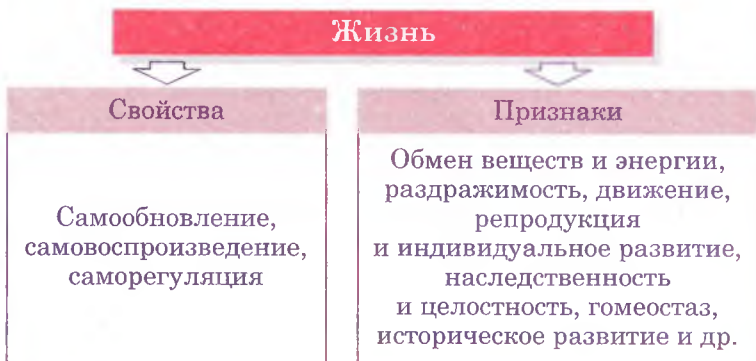 Жизнь
Свойства
Самообновление,
самовоспроизведение,
саморегуляция
Признаки
Обмен веществ и энергии,
раздражимость, движение,
репродукция
и индивидуальное развитие,
наследственность
и целостность, гомеостаз,
историческое развитие и др.